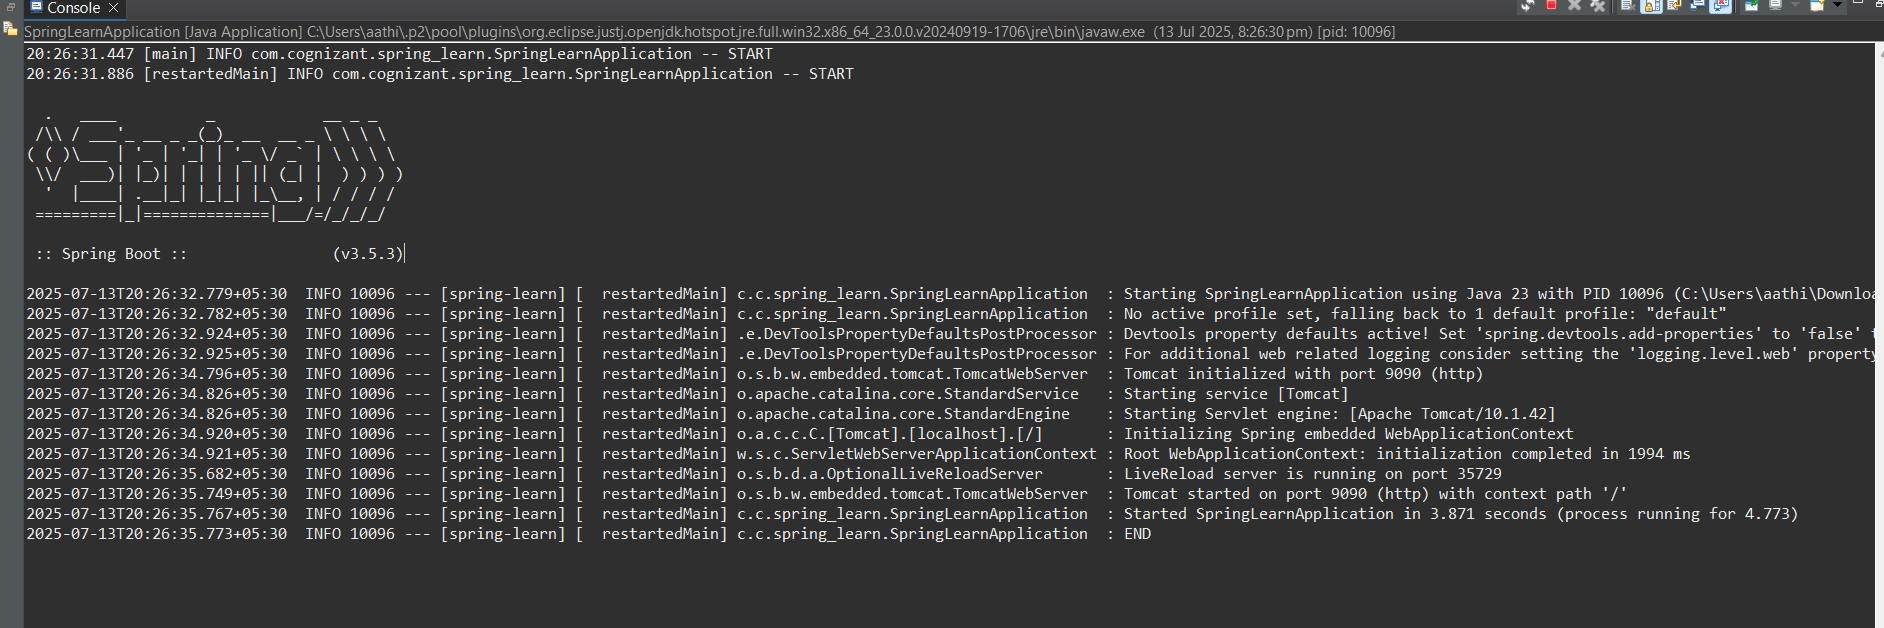 Console
SpringLearnApplication [Java Application] C:\Users\aathi\.p2\pool\plugins\org.eclipse.justj.openjdk.hotspot.jre.full.win32.x86_64_23.0.0.v20240919-1706\jre\bin\javaw.exe (13 Jul 2025, 8:26:30 pm) [pid: 10096]
20:26:31.447 [main] INFO com.cognizant.spring_learn.SpringLearnApplication -- START
20:26:31.886 [restartedMain] INFO com.cognizant.spring_learn.SpringLearnApplication -- START
  .   ____          _            __ _ _
 /\\ / ___'_ __ _ _(_)_ __  __ _ \ \ \ \
( ( )\___ | '_ | '_| | '_ \/ _` | \ \ \ \
 \\/  ___)| |_)| | | | | || (_| |  ) ) ) )
  '  |____| .__|_| |_|_| |_\__, | / / / /
 =========|_|==============|___/=/_/_/_/
 :: Spring Boot ::                (v3.5.3)
2025-07-13T20:26:32.779+05:30  INFO 10096 --- [spring-learn] [  restartedMain] c.c.spring_learn.SpringLearnApplication  : Starting SpringLearnApplication using Java 23 with PID 10096 (C:\Users\aathi\Downloa
2025-07-13T20:26:32.782+05:30  INFO 10096 --- [spring-learn] [  restartedMain] c.c.spring_learn.SpringLearnApplication  : No active profile set, falling back to 1 default profile: "default"
2025-07-13T20:26:32.924+05:30  INFO 10096 --- [spring-learn] [  restartedMain] .e.DevToolsPropertyDefaultsPostProcessor : Devtools property defaults active! Set 'spring.devtools.add-properties' to 'false' t
2025-07-13T20:26:32.925+05:30  INFO 10096 --- [spring-learn] [  restartedMain] .e.DevToolsPropertyDefaultsPostProcessor : For additional web related logging consider setting the 'logging.level.web' property
2025-07-13T20:26:34.796+05:30  INFO 10096 --- [spring-learn] [  restartedMain] o.s.b.w.embedded.tomcat.TomcatWebServer  : Tomcat initialized with port 9090 (http)
2025-07-13T20:26:34.826+05:30  INFO 10096 --- [spring-learn] [  restartedMain] o.apache.catalina.core.StandardService   : Starting service [Tomcat]
2025-07-13T20:26:34.826+05:30  INFO 10096 --- [spring-learn] [  restartedMain] o.apache.catalina.core.StandardEngine    : Starting Servlet engine: [Apache Tomcat/10.1.42]
2025-07-13T20:26:34.920+05:30  INFO 10096 --- [spring-learn] [  restartedMain] o.a.c.c.C.[Tomcat].[localhost].[/]       : Initializing Spring embedded WebApplicationContext
2025-07-13T20:26:34.921+05:30  INFO 10096 --- [spring-learn] [  restartedMain] w.s.c.ServletWebServerApplicationContext : Root WebApplicationContext: initialization completed in 1994 ms
2025-07-13T20:26:35.682+05:30  INFO 10096 --- [spring-learn] [  restartedMain] o.s.b.d.a.OptionalLiveReloadServer       : LiveReload server is running on port 35729
2025-07-13T20:26:35.749+05:30  INFO 10096 --- [spring-learn] [  restartedMain] o.s.b.w.embedded.tomcat.TomcatWebServer  : Tomcat started on port 9090 (http) with context path '/'
2025-07-13T20:26:35.767+05:30  INFO 10096 --- [spring-learn] [  restartedMain] c.c.spring_learn.SpringLearnApplication  : Started SpringLearnApplication in 3.871 seconds (process running for 4.773)
2025-07-13T20:26:35.773+05:30  INFO 10096 --- [spring-learn] [  restartedMain] c.c.spring_learn.SpringLearnApplication  : END